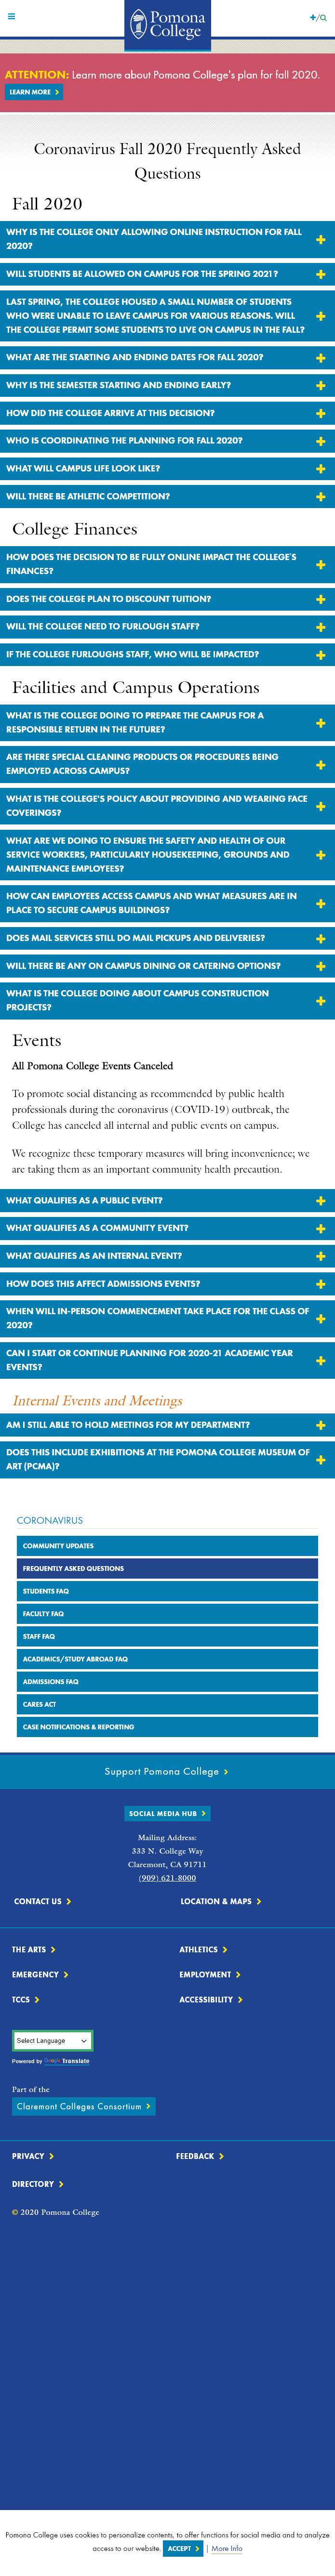 Pomona
College
ATTENTION: Learn more about Pomona College's plan for fall 2020.
LEARN MORE
Coronavirus Fall 2020 Frequently Asked
Questions
Fall 2020
WHY IS THE COLLEGE ONLY ALLOWING ONLINE INSTRUCTION FOR FALL
2020?
WILL STUDENTS BE ALLOWED ON CAMPUS FOR THE SPRING 2021?
LAST SPRING, THE COLLEGE HOUSED A SMALL NUMBER OF STUDENTS
WHO WERE UNABLE TO LEAVE CAMPUS FOR VARIOUS REASONS. WILL
THE COLLEGE PERMIT SOME STUDENTS TO LIVE ON CAMPUS IN THE FALL?
WHAT ARE THE STARTING AND ENDING DATES FOR FALL 2020?
WHY IS THE SEMESTER STARTING AND ENDING EARLY?
HOW DID THE COLLEGE ARRIVE AT THIS DECISION?
WHO IS COORDINATING THE PLANNING FOR FALL 2020?
WHAT WILL CAMPUS LIFE LOOK LIKE?
WILL THERE BE ATHLETIC COMPETITION?
College Finances
HOW DOES THE DECISION TO BE FULLY ONLINE IMPACT THE COLLEGE'S
FINANCES?
DOES THE COLLEGE PLAN TO DISCOUNT TUITION?
WILL THE COLLEGE NEED TO FURLOUGH STAFF?
IF THE COLLEGE FURLOUGHS STAFF, WHO WILL BE IMPACTED?
Facilities and Campus Operations
WHAT IS THE COLLEGE DOING TO PREPARE THE CAMPUS FOR A
RESPONSIBLE RETURN IN THE FUTURE?
ARE THERE SPECIAL CLEANING PRODUCTS OR PROCEDURES BEING
EMPLOYED ACROSS CAMPUS?
WHAT IS THE COLLEGE'S POLICY ABOUT PROVIDING AND WEARING FACE
COVERINGS?
WHAT ARE WE DOING TO ENSURE THE SAFETY AND HEALTH OF OUR
SERVICE WORKERS, PARTICULARLY HOUSEKEEPING, GROUNDS AND
MAINTENANCE EMPLOYEES?
HOW CAN EMPLOYEES ACCESS CAMPUS AND WHAT MEASURES ARE IN
PLACE TO SECURE CAMPUS BUILDINGS?
DOES MAIL SERVICES STILL DO MAIL PICKUPS AND DELIVERIES?
WILL THERE BE ANY ON CAMPUS DINING OR CATERING OPTIONS?
WHAT IS THE COLLEGE DOING ABOUT CAMPUS CONSTRUCTION
PROJECTS?
Events
All Pomona College Events Canceled
To promote social distancing as recommended by public health
professionals during the coronavirus (COVID-19) outbreak, the
College has canceled all internal and public events on campus.
We recognize these temporary measures will bring inconvenience; we
are taking them as an important community health precaution.
WHAT QUALIFIES AS A PUBLIC EVENT?
WHAT QUALIFIES AS A COMMUNITY EVENT?
WHAT QUALIFIES AS AN INTERNAL EVENT?
HOW DOES THIS AFFECT ADMISSIONS EVENTS?
WHEN WILL IN-PERSON COMMENCEMENT TAKE PLACE FOR THE CLASS OF
2020?
CAN I START OR CONTINUE PLANNING FOR 2020-21 ACADEMIC YEAR
EVENTS?
Internal Events and Meetings
AM I STILL ABLE TO HOLD MEETINGS FOR MY DEPARTMENT?
DOES THIS INCLUDE EXHIBITIONS AT THE POMONA COLLEGE MUSEUM OF
ART (PCMA)?
CORONAVIRUS
COMMUNITY UPDATES
FREQUENTLY ASKED QUESTIONS
STUDENTS FAQ
FACULTY FAQ
STAFF FAQ
ACADEMICS/STUDY ABROAD FAQ
ADMISSIONS FAQ
CARES ACT
CASE NOTIFICATIONS & REPORTING
Support Pomona College
SOCIAL MEDIA HUB
Mailing Address:
333 N. College Way
Claremont, CA 91711
(909) 621-8000
CONTACT US
LOCATION & MAPS
THE ARTS
ATHLETICS
EMERGENCY
EMPLOYMENT
TCCS
ACCESSIBILITY
Select Language
Powered by Google Translate
Part of the
Claremont Colleges Consortium
PRIVACY
FEEDBACK
DIRECTORY
© 2020 Pomona College
Pomona College uses cookies to personalize contents, to offer functions for social media and to analyze
access to our website. ACCEPT | More Info